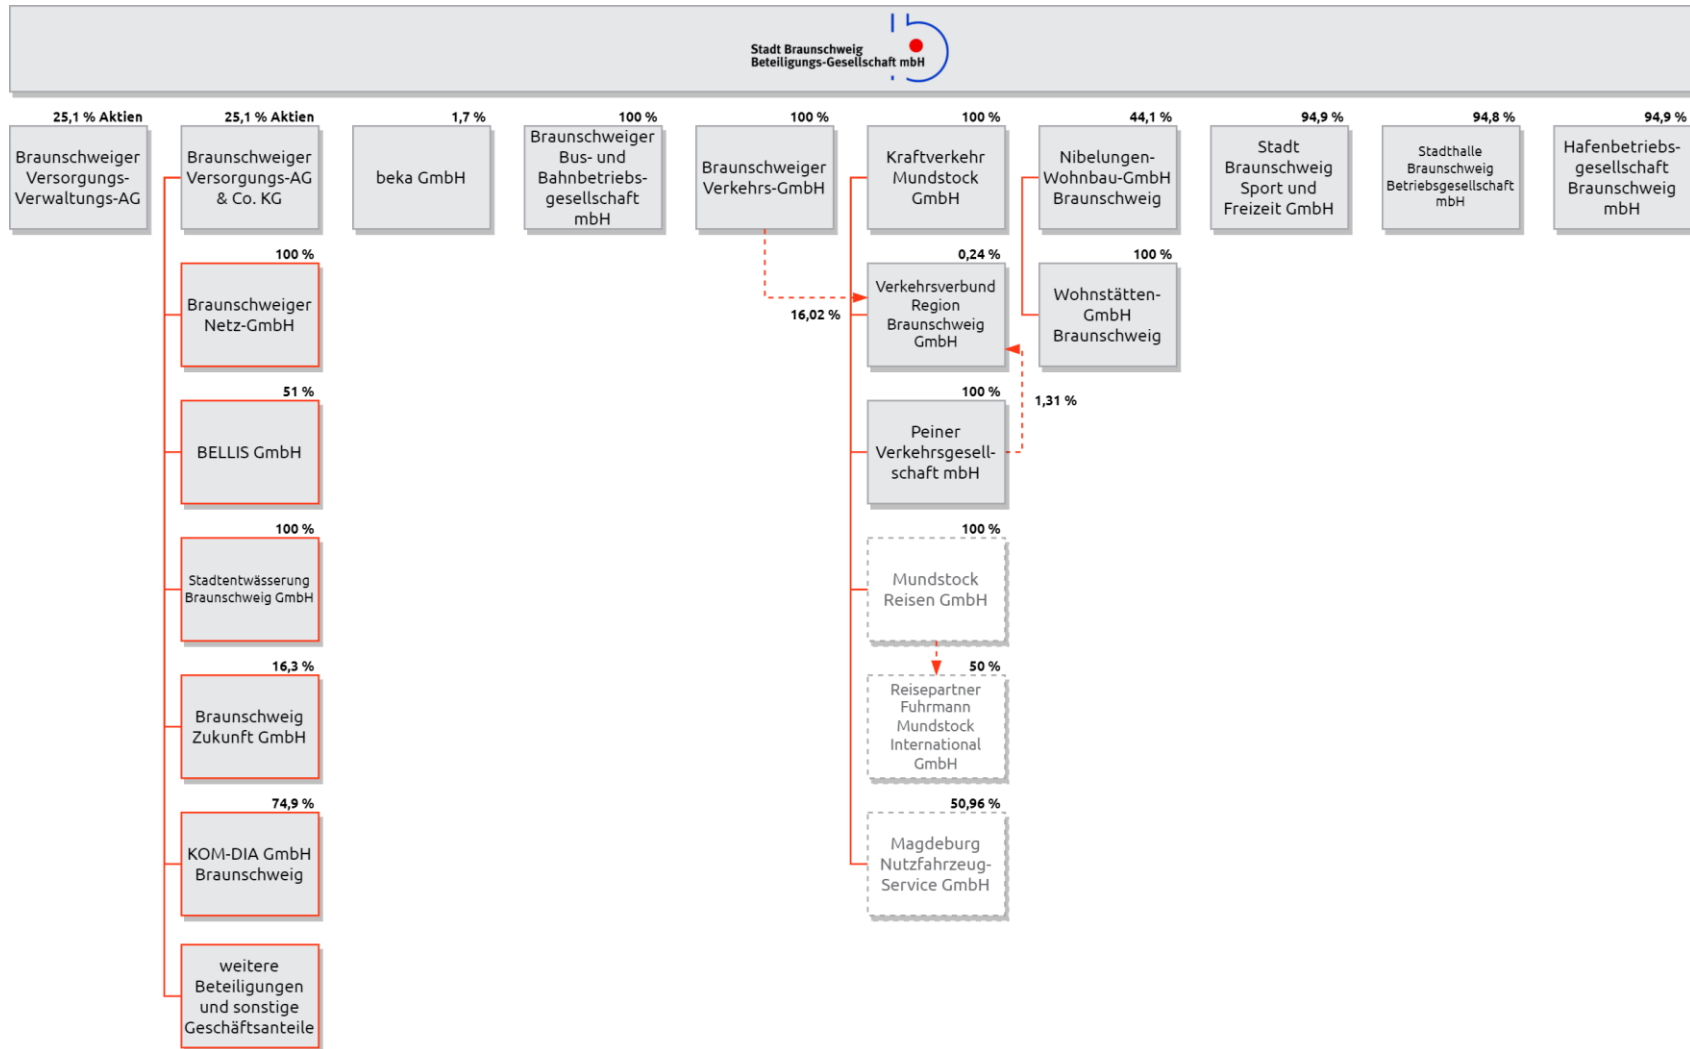 Stadt Braunschweig
Beteiligungs-Gesellschaft mbH
25,1 % Aktien
Braunschweiger
Versorgungs-
Verwaltungs-AG
25,1 % Aktien
Braunschweiger
Versorgungs-AG
& Co. KG
1,7 %
beka GmbH
100 %
Braunschweiger
Bus- und
Bahnbetriebs-
gesellschaft
mbH
100 %
Braunschweiger
Verkehrs-GmbH
100 %
Kraftverkehr
Mundstock
GmbH
44,1 %
Nibelungen-
Wohnbau-GmbH
Braunschweig
94,9 %
Stadt
Braunschweig
Sport und
Freizeit GmbH
94,8 %
Stadthalle
Braunschweig
Betriebsgesellschaft
mbH
94,9 %
Hafenbetriebs-
gesellschaft
Braunschweig
mbH
100 %
Braunschweiger
Netz-GmbH
16,02 %
0,24 %
Verkehrsverbund
Region
Braunschweig
GmbH
100 %
Wohnstätten-
GmbH
Braunschweig
51 %
BELLIS GmbH
100 %
Peiner
Verkehrsgesell-
schaft mbH
1,31 %
100 %
Stadtentwässerung
Braunschweig GmbH
100 %
Mundstock
Reisen GmbH
16,3 %
Braunschweig
Zukunft GmbH
50 %
Reisepartner
Fuhrmann
Mundstock
International
GmbH
74,9 %
KOM-DIA GmbH
Braunschweig
50,96 %
Magdeburg
Nutzfahrzeug-
Service GmbH
weitere
Beteiligungen
und sonstige
Geschäftsanteile